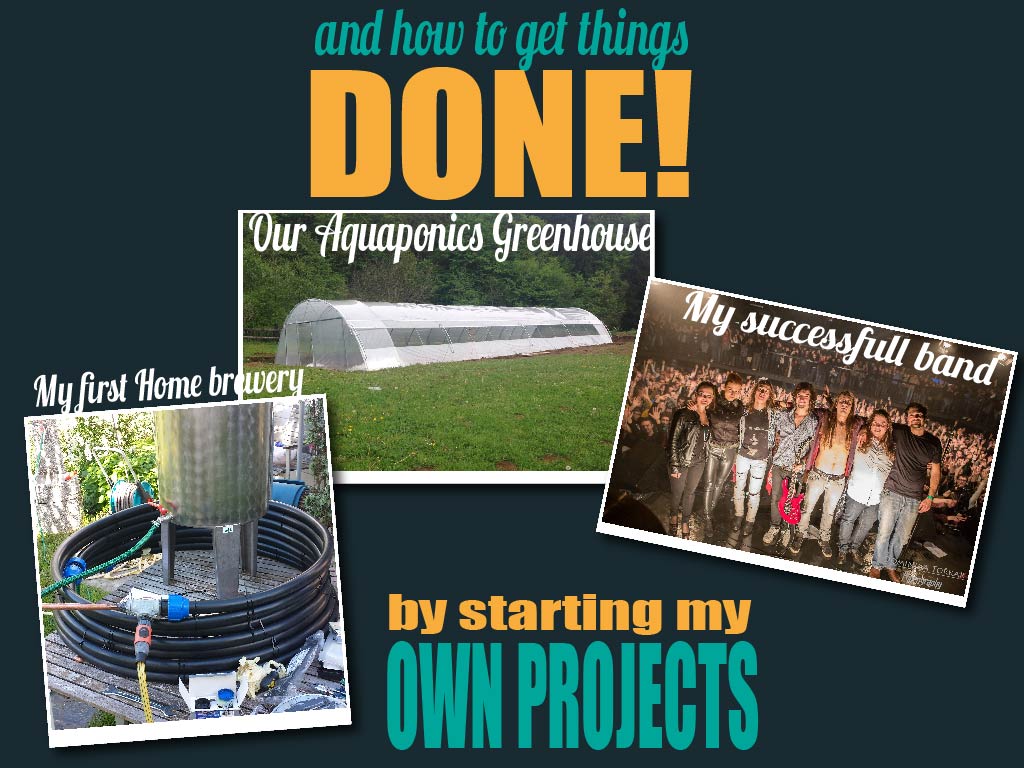 and how to get things
DONE!
Our Aquaponics Greenhouse
My successfull band
My first Home brewery
by starting my
OWN PROJECTS